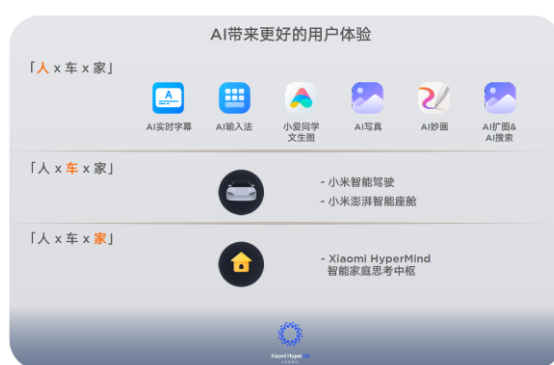 AI带来更好的用户体验
「人 x 车 x 家」
A
AI实时字幕
AI输入法
小爱同学
文生图
AI写真
AI妙画
AI扩图&
AI搜索
「人 x 车 x 家」
- 小米智能驾驶
- 小米澎湃智能座舱
「人 x 车 x 家」
- Xiaomi HyperMind
智能家庭思考中枢
Xiaomi HyperOS